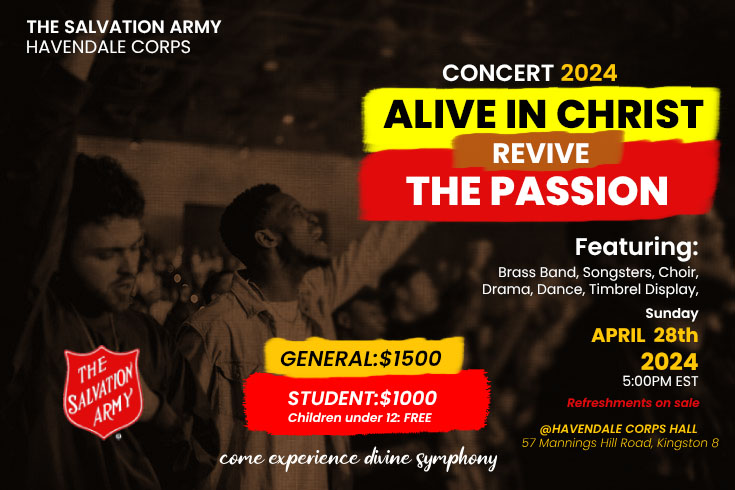 THE SALVATION ARMY
HAVENDALE CORPS
CONCERT 2024
ALIVE IN CHRIST
REVIVE
THE PASSION
Featuring:
Brass Band, Songsters, Choir,
Drama, Dance, Timbrel Display,
Sunday
APRIL 28th
2024
5:00PM EST
Refreshments on sale
@HAVENDALE CORPS HALL
57 Mannings Hill Road, Kingston 8
GENERAL:$1500
STUDENT:$1000
Children under 12: FREE
come experience divine symphony
THE
SALVATION
ARMY
®